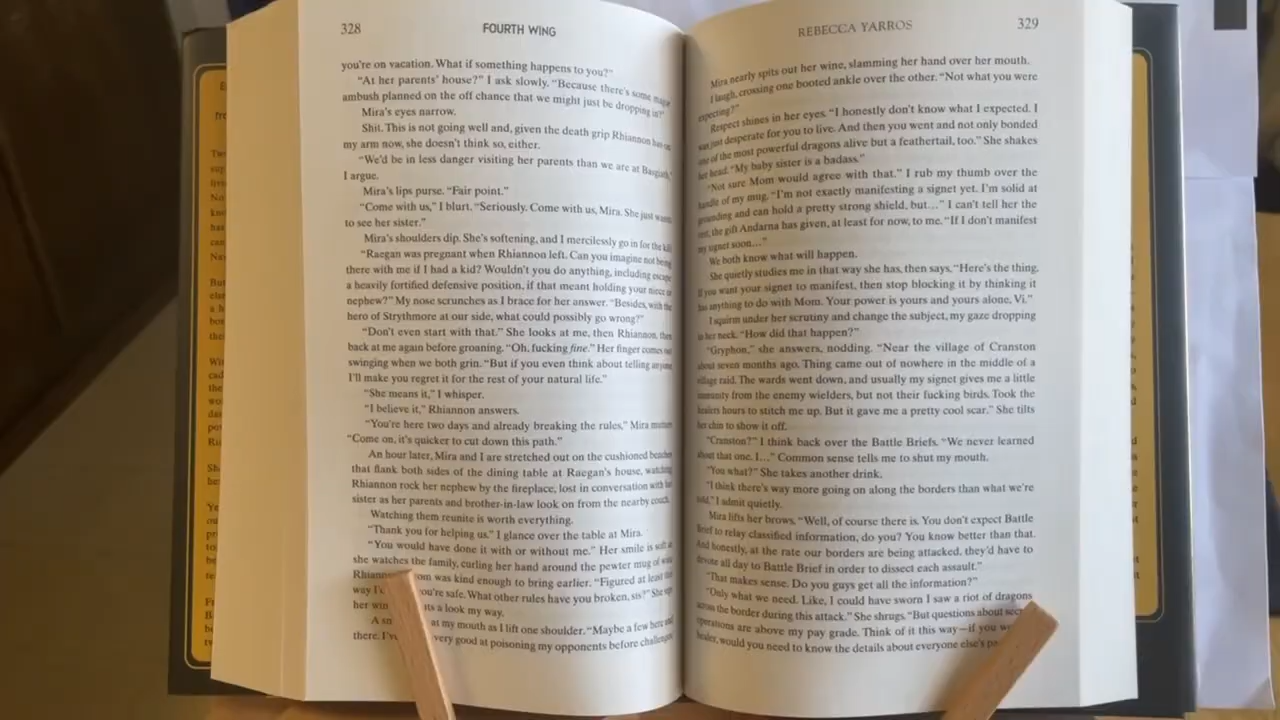 328
FOURTH WING
you're on vacation. What if something happens to you?"
"At her parents' house?" I ask slowly. "Because there's some major
ambush planned on the off chance that we might just be dropping in?"
Mira's eyes narrow.
Shit. This is not going well and, given the death grip Rhiannon has on
my arm now, she doesn't think so, either.
"We'd be in less danger visiting her parents than we are at Basgiath,"
I argue.
Mira's lips purse. "Fair point."
"Come with us," I blurt. "Seriously. Come with us, Mira. She just wants
to see her sister."
Mira's shoulders dip. She's softening, and I mercilessly go in for the kill.
"Raegan was pregnant when Rhiannon left. Can you imagine not being
there with me if I had a kid? Wouldn't you do anything, including escape
a heavily fortified defensive position, if that meant holding your niece or
nephew?" My nose scrunches as I brace for her answer. "Besides, with the
hero of Strythmore at our side, what could possibly go wrong?"
"Don't even start with that." She looks at me, then Rhiannon, then
back at me again before groaning. "Oh, fucking fine." Her finger comes out
swinging when we both grin. "But if you even think about telling anyone
I'll make you regret it for the rest of your natural life."
"She means it," I whisper.
"I believe it," Rhiannon answers.
"You're here two days and already breaking the rules," Mira mutters
"Come on, it's quicker to cut down this path."
An hour later, Mira and I are stretched out on the cushioned benches
that flank both sides of the dining table at Raegan's house, watching
Rhiannon rock her nephew by the fireplace, lost in conversation with her
sister as her parents and brother-in-law look on from the nearby couch.
Watching them reunite is worth everything.
"Thank you for helping us." I glance over the table at Mira.
"You would have done it with or without me." Her smile is soft as
she watches the family, curling her hand around the pewter mug of wine
om was kind enough to bring earlier. "Figured at least this
way you're safe. What other rules have you broken, sis?" She
her win a look my way.
A at my mouth as I lift one shoulder. "Maybe a few here and
there. very good at poisoning my opponents before challenges
REBECCA YARROS
329
Mira nearly spits out her wine, slamming her hand over her mouth.
I laugh, crossing one booted ankle over the other. "Not what you were
expecting?"
Respect shines in her eyes. "I honestly don't know what I expected. I
was just desperate for you to live. And then you went and not only bonded
one of the most powerful dragons alive but a feathertail, too." She shakes
her head. "My baby sister is a badass."
"Not sure Mom would agree with that." I rub my thumb over the
handle of my mug. "I'm not exactly manifesting a signet yet. I'm solid at
grounding and can hold a pretty strong shield, but…" I can't tell her the
rest, the gift Andarna has given, at least for now, to me. "If I don't manifest
my signet soon…"
We both know what will happen.
She quietly studies me in that way she has, then says, "Here's the thing.
If you want your signet to manifest, then stop blocking it by thinking it
has anything to do with Mom. Your power is yours and yours alone, Vi."
I squirm under her scrutiny and change the subject, my gaze dropping
to her neck. "How did that happen?"
"Gryphon," she answers, nodding. "Near the village of Cranston
about seven months ago. Thing came out of nowhere in the middle of a
village raid. The wards went down, and usually my signet gives me a little
immunity from the enemy wielders, but not their fucking birds. Took the
healers hours to stitch me up. But it gave me a pretty cool scar." She tilts
her chin to show it off.
"Cranston?" I think back over the Battle Briefs. "We never learned
about that one. I…" Common sense tells me to shut my mouth.
"You what?" She takes another drink.
"I think there's way more going on along the borders than what we're
told," I admit quietly.
Mira lifts her brows. "Well, of course there is. You don't expect Battle
Brief to relay classified information, do you? You know better than that.
And honestly, at the rate our borders are being attacked, they'd have to
devote all day to Battle Brief in order to dissect each assault."
"That makes sense. Do you guys get all the information?"
"Only what we need. Like, I could have sworn I saw a riot of dragons
across the border during this attack." She shrugs. "But questions about
operations are above my pay grade. Think of it this way—if you
healer, would you need to know the details about everyone else's